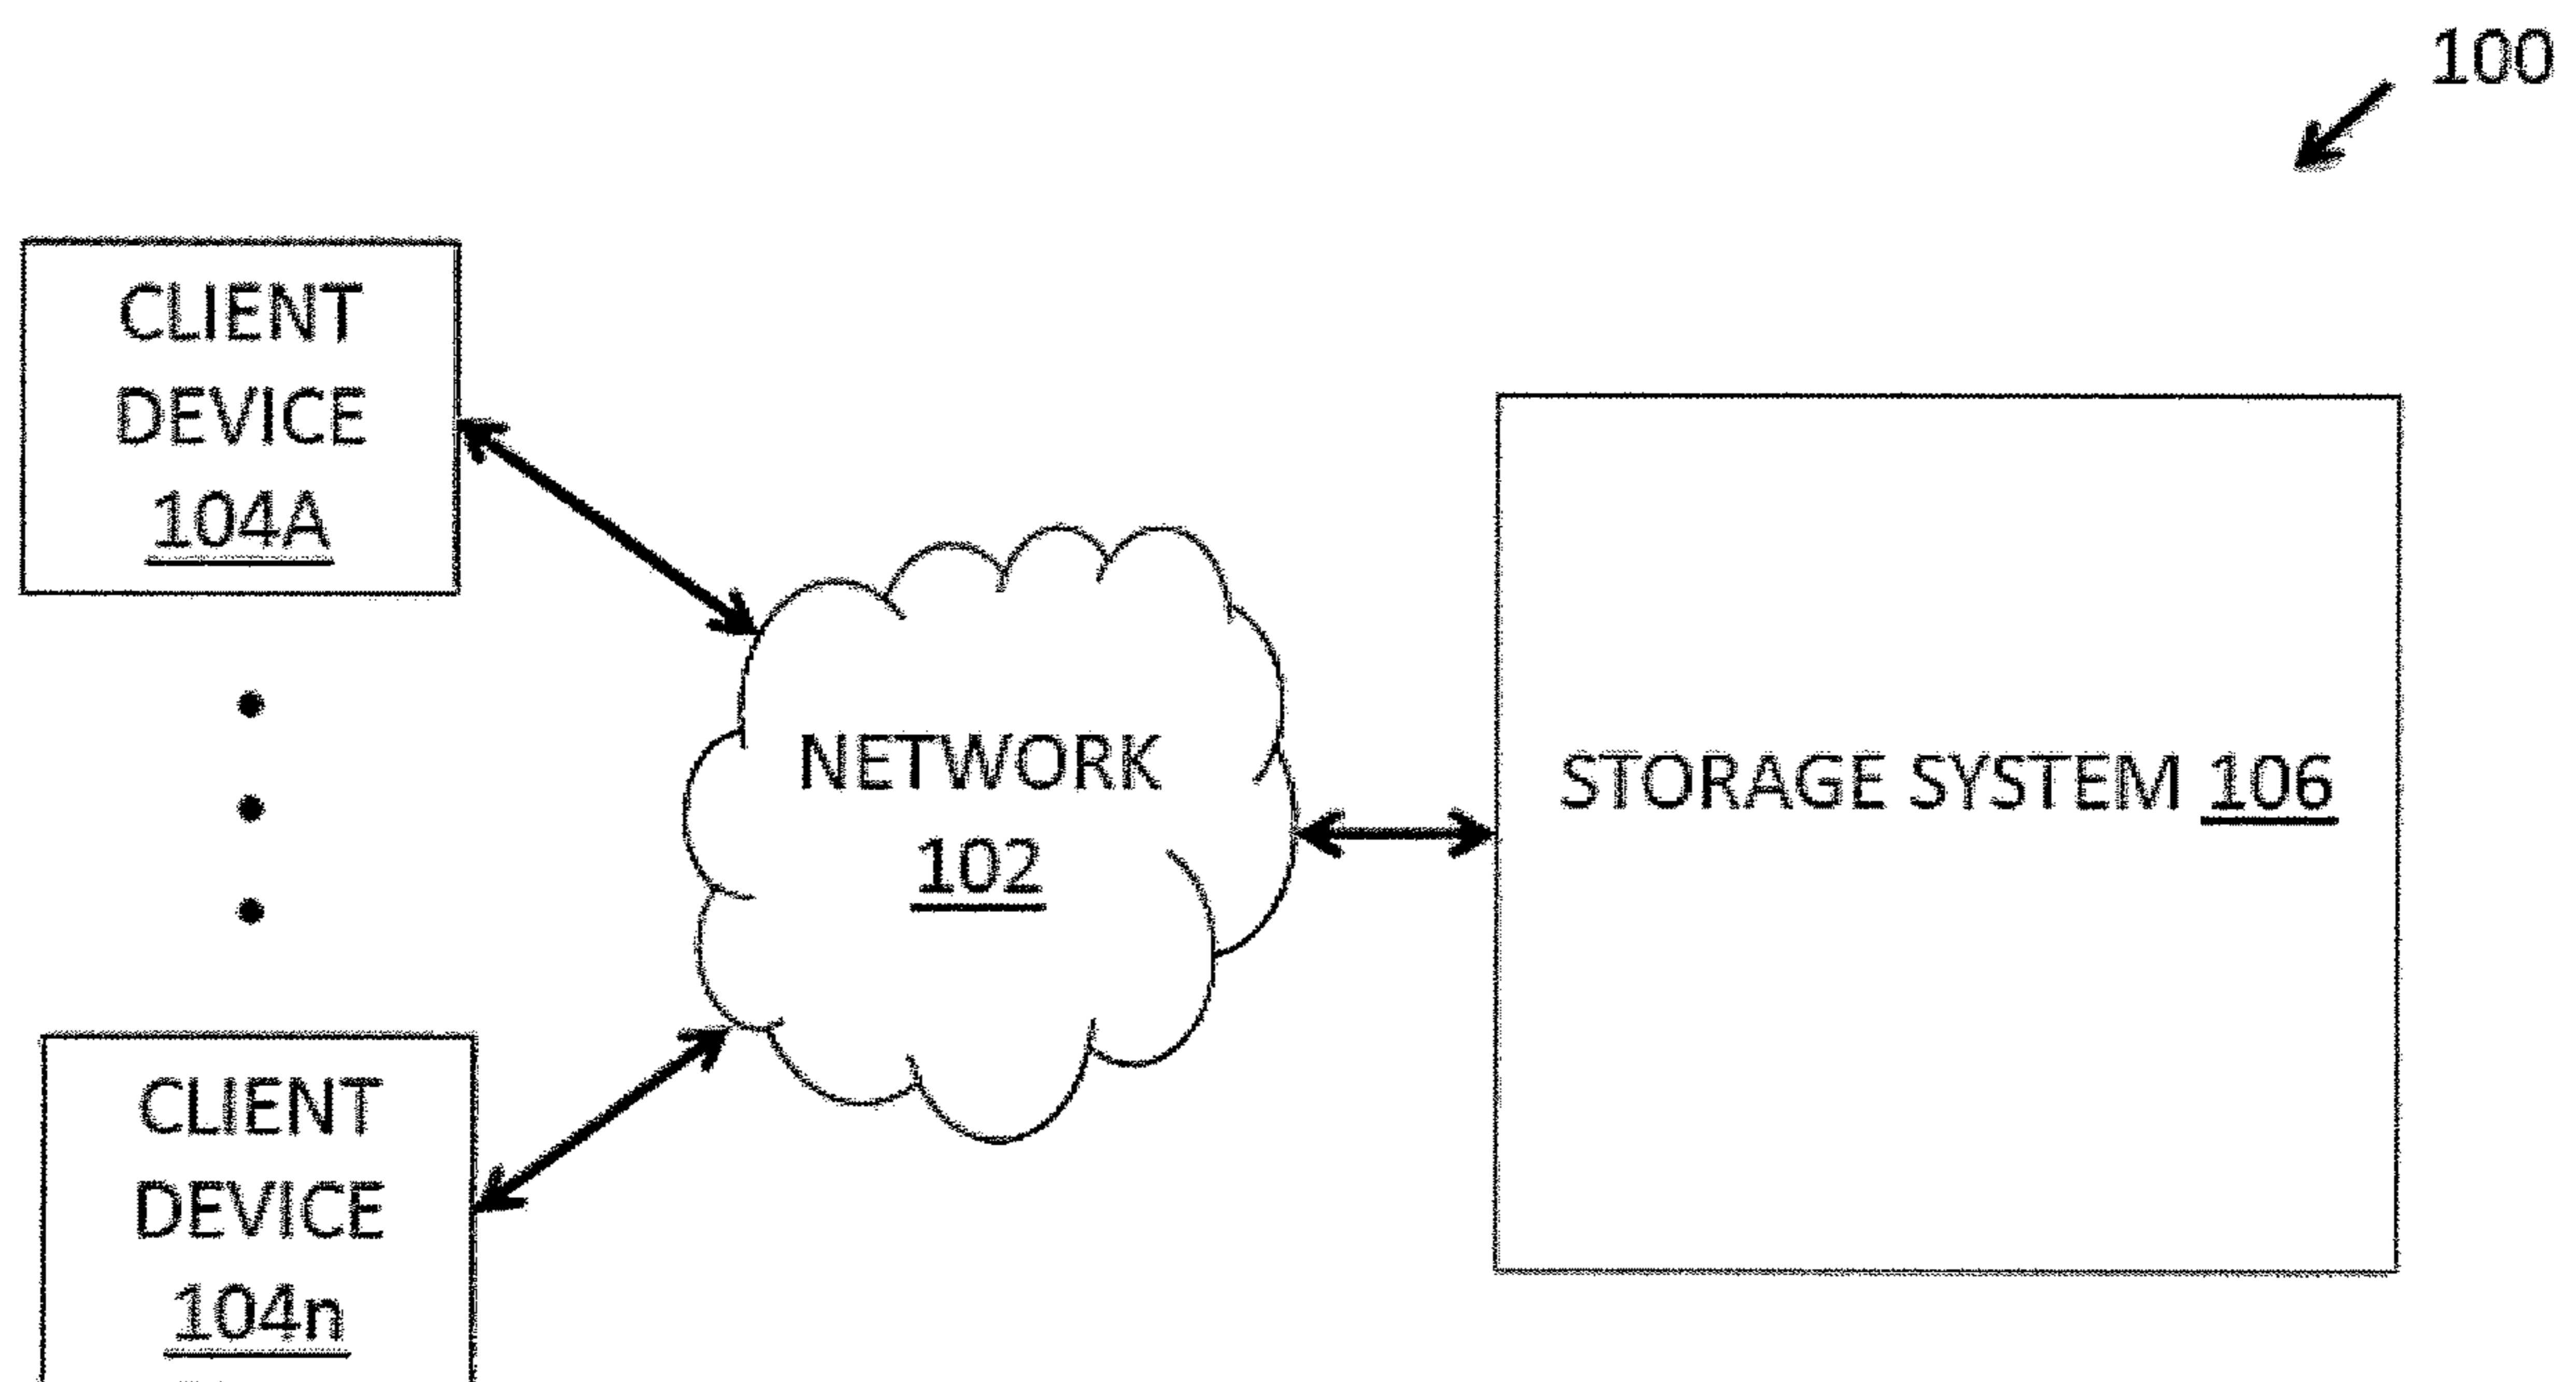 100
CLIENT
DEVICE
104A
NETWORK
102
STORAGE SYSTEM 106
CLIENT
DEVICE
104n